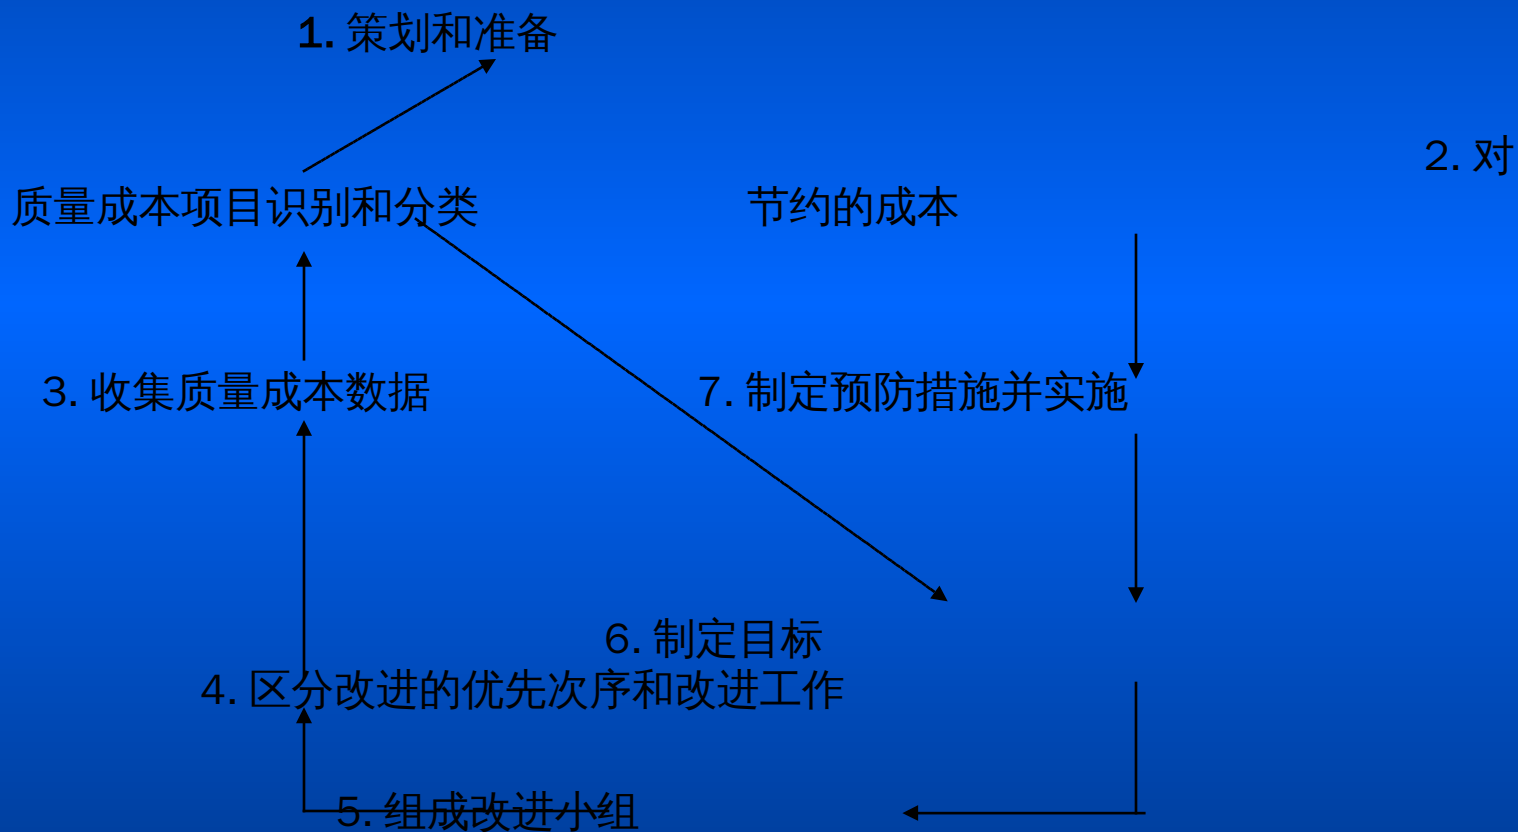 1. 策划和准备
2. 对
质量成本项目识别和分类
节约的成本
3. 收集质量成本数据
7. 制定预防措施并实施
6. 制定目标
4. 区分改进的优先次序和改进工作
5. 组成改进小组